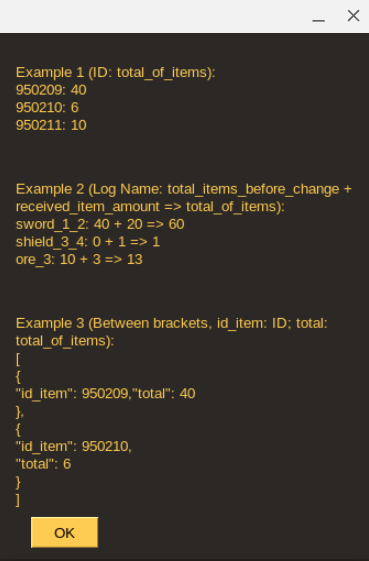 Example 1 (ID: total_of_items):
950209: 40
950210: 6
950211: 10
Example 2 (Log Name: total_items_before_change +
received_item_amount => total_of_items):
sword_1_2: 40 + 20 => 60
shield_3_4: 0 + 1 => 1
ore_3: 10 + 3 => 13
Example 3 (Between brackets, id_item: ID; total:
total_of_items):
[
{
"id_item": 950209,"total": 40
},
{
"id_item": 950210,
"total": 6
}
]
OK